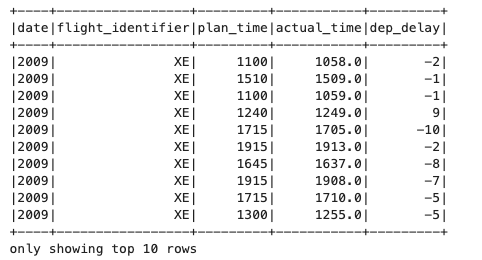 +----+-----------------+---------+-----------+---------+
|date|flight_identifier|plan_time|actual_time|dep_delay|
+----+-----------------+---------+-----------+---------+
|2009|               XE|     1100|     1058.0|       -2|
|2009|               XE|     1510|     1509.0|       -1|
|2009|               XE|     1100|     1059.0|       -1|
|2009|               XE|     1240|     1249.0|        9|
|2009|               XE|     1715|     1705.0|      -10|
|2009|               XE|     1915|     1913.0|       -2|
|2009|               XE|     1645|     1637.0|       -8|
|2009|               XE|     1915|     1908.0|       -7|
|2009|               XE|     1715|     1710.0|       -5|
|2009|               XE|     1300|     1255.0|       -5|
+----+-----------------+---------+-----------+---------+
only showing top 10 rows